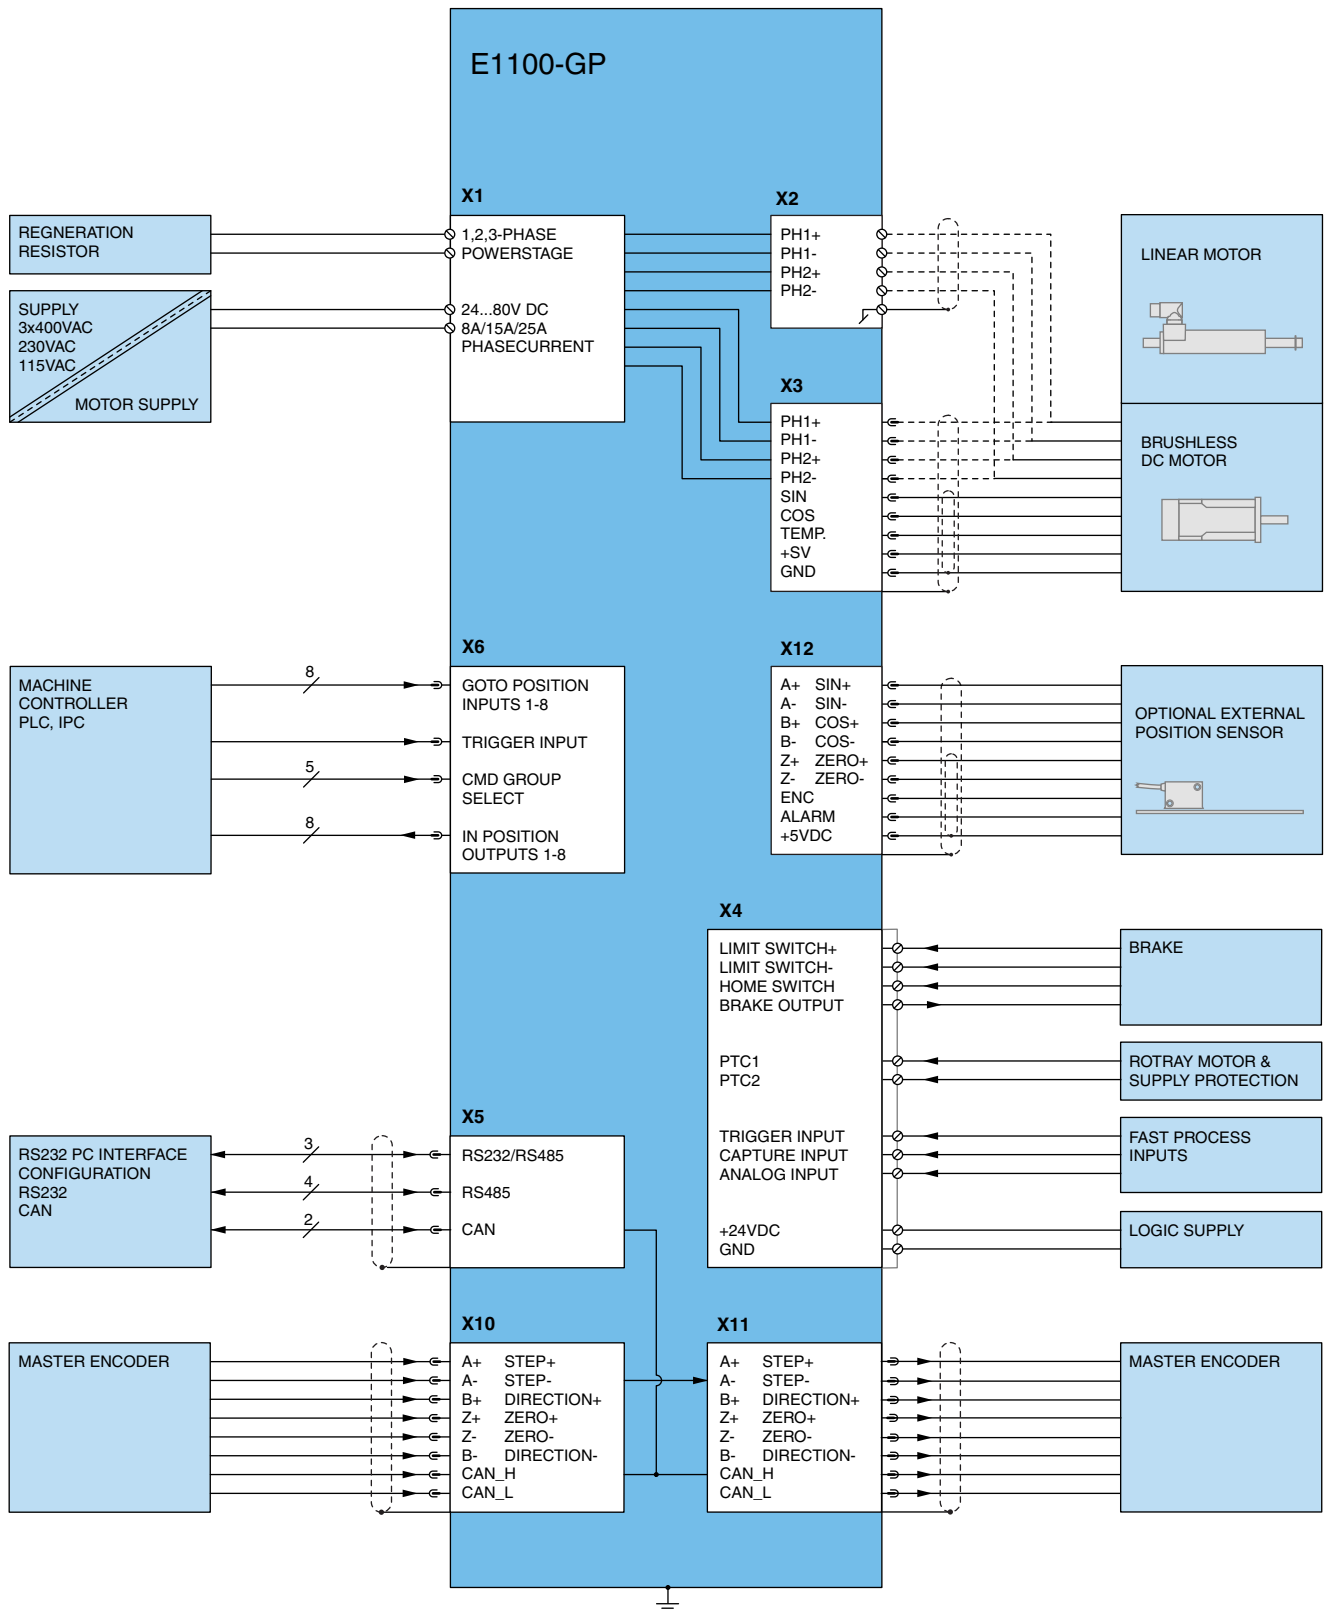 E1100-GP
X1
X2
REGNERATION
RESISTOR
1,2,3-PHASE
POWERSTAGE
PH1+
PH1-
PH2+
PH2-
LINEAR MOTOR
SUPPLY
3x400VAC
230VAC
115VAC
MOTOR SUPPLY
24...80V DC
8A/15A/25A
PHASECURRENT
X3
PH1+
PH1-
PH2+
PH2-
SIN
COS
TEMP.
+SV
GND
BRUSHLESS
DC MOTOR
X6
X12
MACHINE
CONTROLLER
PLC, IPC
8
5
8
GOTO POSITION
INPUTS 1-8
TRIGGER INPUT
CMD GROUP
SELECT
IN POSITION
OUTPUTS 1-8
A+ SIN+
A- SIN-
B+ COS+
B- COS-
Z+ ZERO+
Z- ZERO-
ENC
ALARM
+5VDC
OPTIONAL EXTERNAL
POSITION SENSOR
X4
LIMIT SWITCH+
LIMIT SWITCH-
HOME SWITCH
BRAKE OUTPUT
BRAKE
PTC1
PTC2
ROTRAY MOTOR &
SUPPLY PROTECTION
TRIGGER INPUT
CAPTURE INPUT
ANALOG INPUT
FAST PROCESS
INPUTS
+24VDC
GND
LOGIC SUPPLY
X5
RS232 PC INTERFACE
CONFIGURATION
RS232
CAN
3
4
2
RS232/RS485
RS485
CAN
X10
X11
MASTER ENCODER
A+ STEP+
A- STEP-
B+ DIRECTION+
Z+ ZERO+
Z- ZERO-
B- DIRECTION-
CAN_H
CAN_L
A+ STEP+
A- STEP-
B+ DIRECTION+
Z+ ZERO+
Z- ZERO-
B- DIRECTION-
CAN_H
CAN_L
MASTER ENCODER